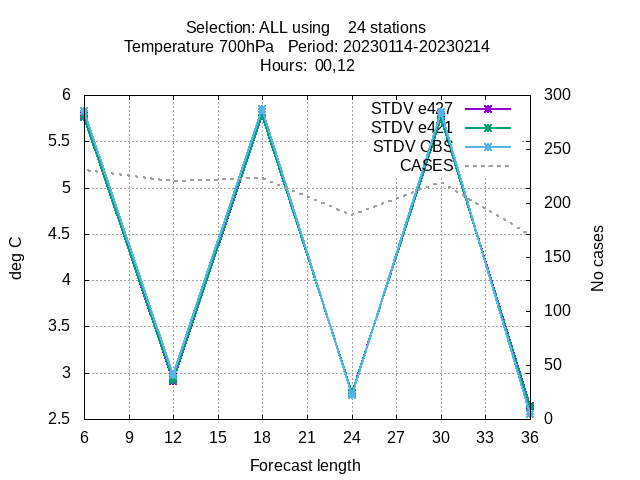 Selection: ALL using    24 stations
Temperature 700hPa   Period: 20230114-20230214
Hours:  00,12
STDV e427
STDV e421
STDV OBS
CASES
6
5.5
5
4.5
4
3.5
3
2.5
deg C
300
250
200
150
100
50
0
No cases
6 9 12 15 18 21 24 27 30 33 36
Forecast length